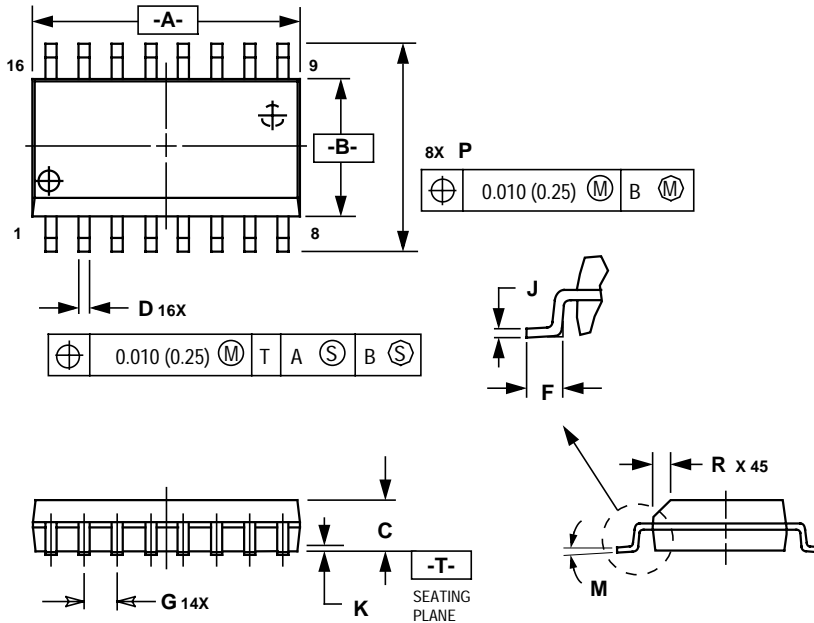 -A-
16
9
-B-
8X P
⌖ 0.010 (0.25) Ⓜ B Ⓜ
1
8
J
D 16X
⌖ 0.010 (0.25) Ⓜ T A Ⓢ B Ⓢ
F
R X 45
C
-T-
G 14X
K
SEATING
PLANE
M